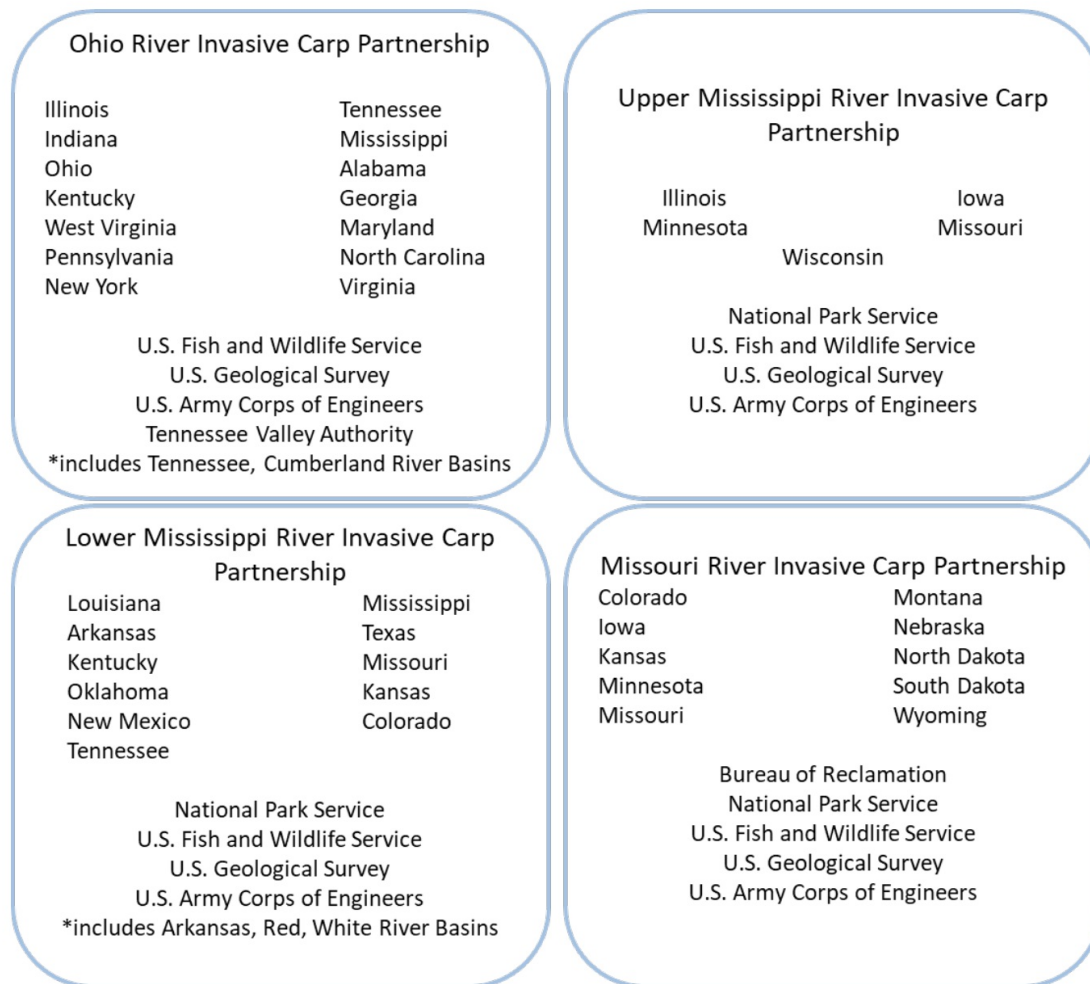 Ohio River Invasive Carp Partnership
Illinois
Indiana
Ohio
Kentucky
West Virginia
Pennsylvania
New York
Tennessee
Mississippi
Alabama
Georgia
Maryland
North Carolina
Virginia
U.S. Fish and Wildlife Service
U.S. Geological Survey
U.S. Army Corps of Engineers
Tennessee Valley Authority
*includes Tennessee, Cumberland River Basins
Upper Mississippi River Invasive Carp
Partnership
Illinois
Minnesota
Iowa
Missouri
Wisconsin
National Park Service
U.S. Fish and Wildlife Service
U.S. Geological Survey
U.S. Army Corps of Engineers
Lower Mississippi River Invasive Carp
Partnership
Louisiana
Arkansas
Kentucky
Oklahoma
New Mexico
Tennessee
Mississippi
Texas
Missouri
Kansas
Colorado
National Park Service
U.S. Fish and Wildlife Service
U.S. Geological Survey
U.S. Army Corps of Engineers
*includes Arkansas, Red, White River Basins
Missouri River Invasive Carp Partnership
Colorado
Iowa
Kansas
Minnesota
Missouri
Montana
Nebraska
North Dakota
South Dakota
Wyoming
Bureau of Reclamation
National Park Service
U.S. Fish and Wildlife Service
U.S. Geological Survey
U.S. Army Corps of Engineers